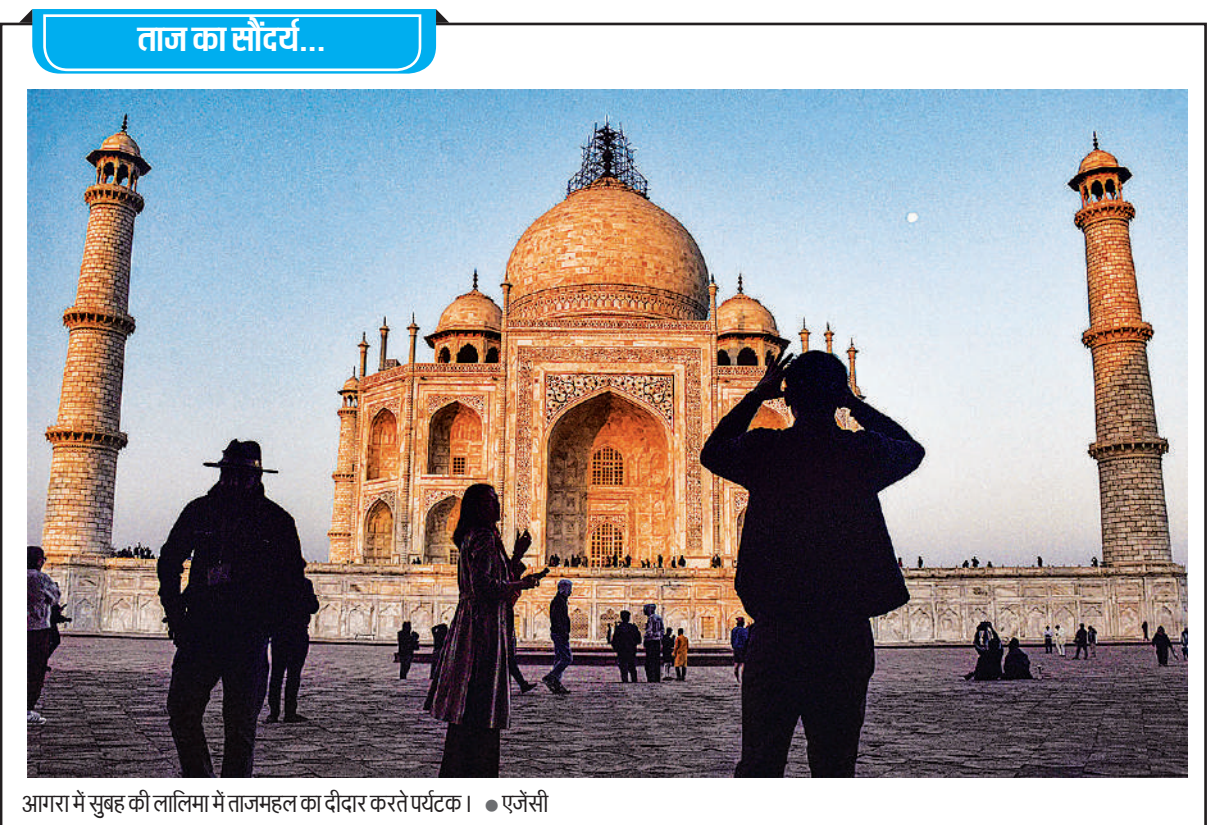 ताज का सौंदर्य...
आगरा में सुबह की लालिमा में ताजमहल का दीदार करते पर्यटक। ● एजेंसी